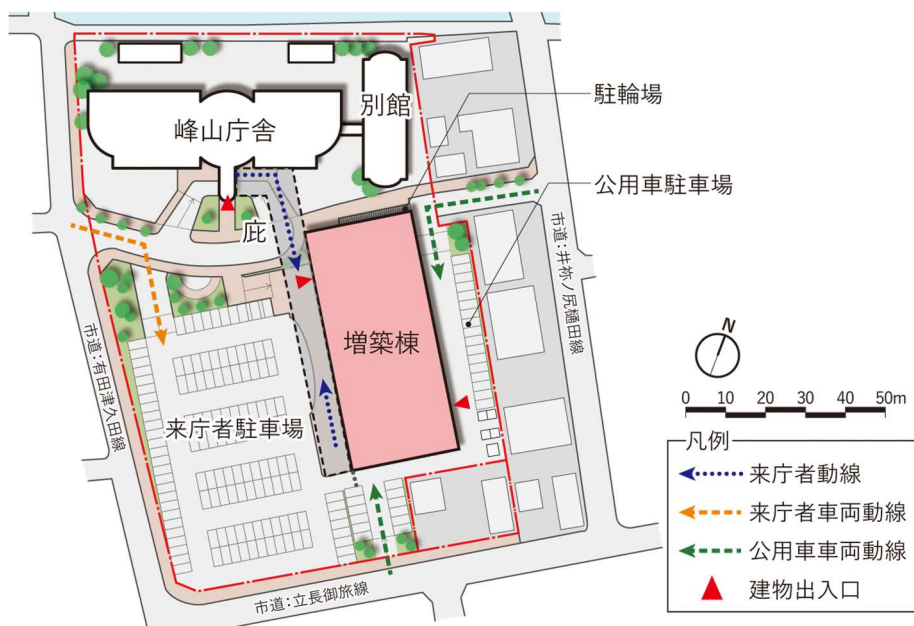 別館
峰山庁舎
駐輪場
公用車駐車場
庇
市道:井祢ノ尻樋田線
増築棟
市道:有田津久田線
来庁者駐車場
市道:立長御旅線
N
0 10 20 30 40 50m
凡例
来庁者動線
来庁者車両動線
公用車車両動線
建物出入口